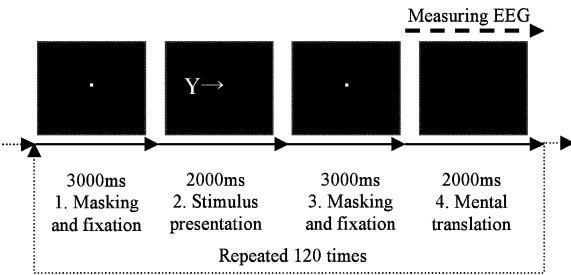 Measuring EEG
Y→
3000ms
1. Masking
and fixation
2000ms
2. Stimulus
presentation
3000ms
3. Masking
and fixation
2000ms
4. Mental
translation
Repeated 120 times